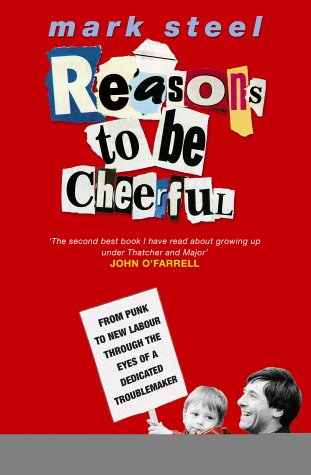 mark steel
Reasons
to be
Cheerful
'The second best book I have read about growing up
under Thatcher and Major'
JOHN O'FARRELL
FROM PUNK
TO NEW LABOUR
THROUGH THE
EYES OF A
DEDICATED
TROUBLEMAKER